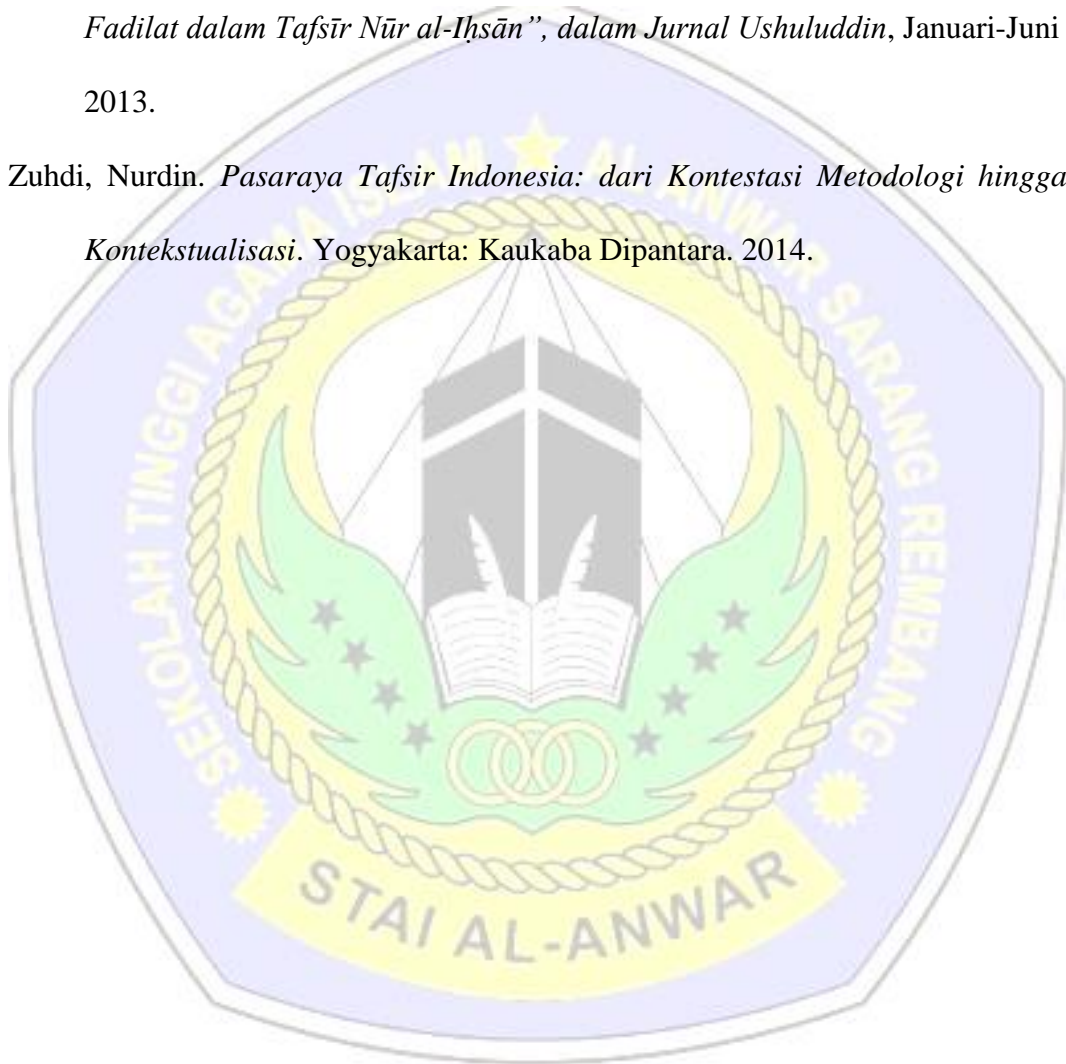 Fadilat dalam Tafsīr Nūr al-Iḥsān”, dalam Jurnal Ushuluddin, Januari-Juni
2013.
Zuhdi, Nurdin. Pasaraya Tafsir Indonesia: dari Kontestasi Metodologi hingga
Kontekstualisasi. Yogyakarta: Kaukaba Dipantara. 2014.
SEKOLAH TINGGI AGAMA ISLAM AL-ANWAR SARANG REMBANG
STAI AL-ANWAR